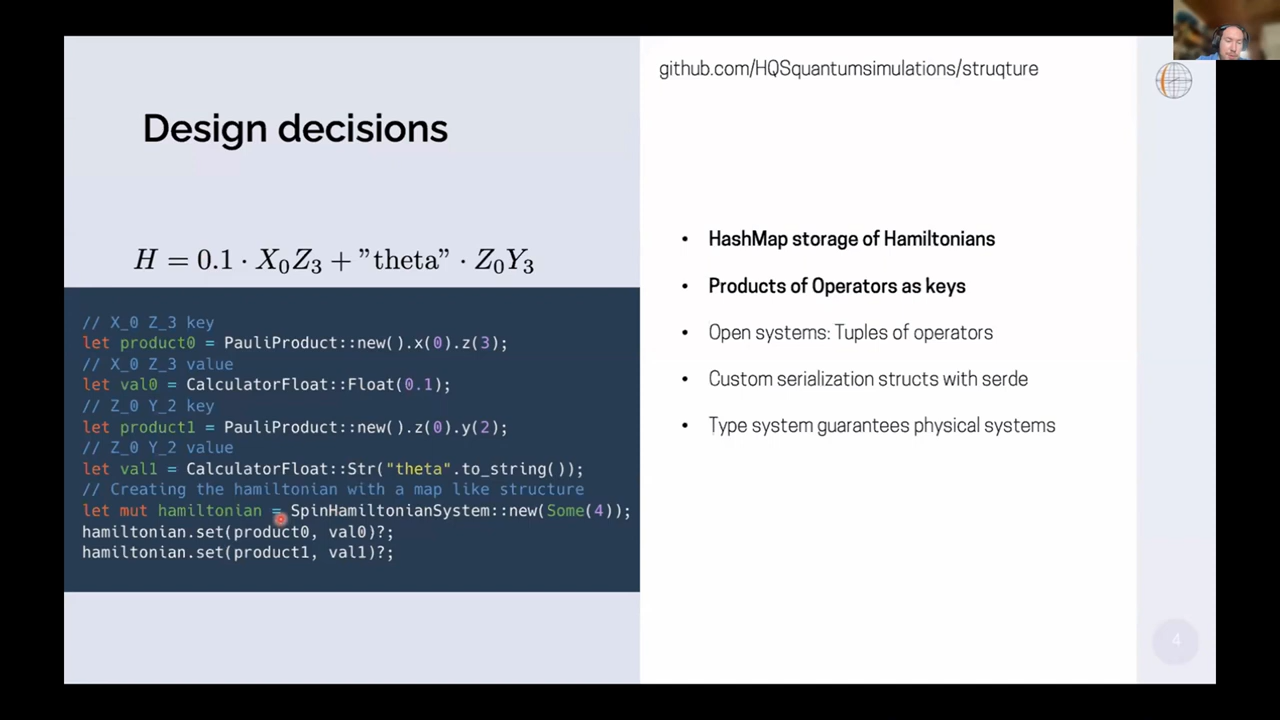 github.com/HQSquantumsimulations/struqture
Design decisions
H = 0.1 · X₀Z₃ + ”theta” · Z₀Y₃
// X_0 Z_3 key
let product0 = PauliProduct::new().x(0).z(3);
// X_0 Z_3 value
let val0 = CalculatorFloat::Float(0.1);
// Z_0 Y_2 key
let product1 = PauliProduct::new().z(0).y(2);
// Z_0 Y_2 value
let val1 = CalculatorFloat::Str("theta".to_string());
// Creating the hamiltonian with a map like structure
let mut hamiltonian = SpinHamiltonianSystem::new(Some(4));
hamiltonian.set(product0, val0)?;
hamiltonian.set(product1, val1)?;
• HashMap storage of Hamiltonians
• Products of Operators as keys
• Open systems: Tuples of operators
• Custom serialization structs with serde
• Type system guarantees physical systems
4